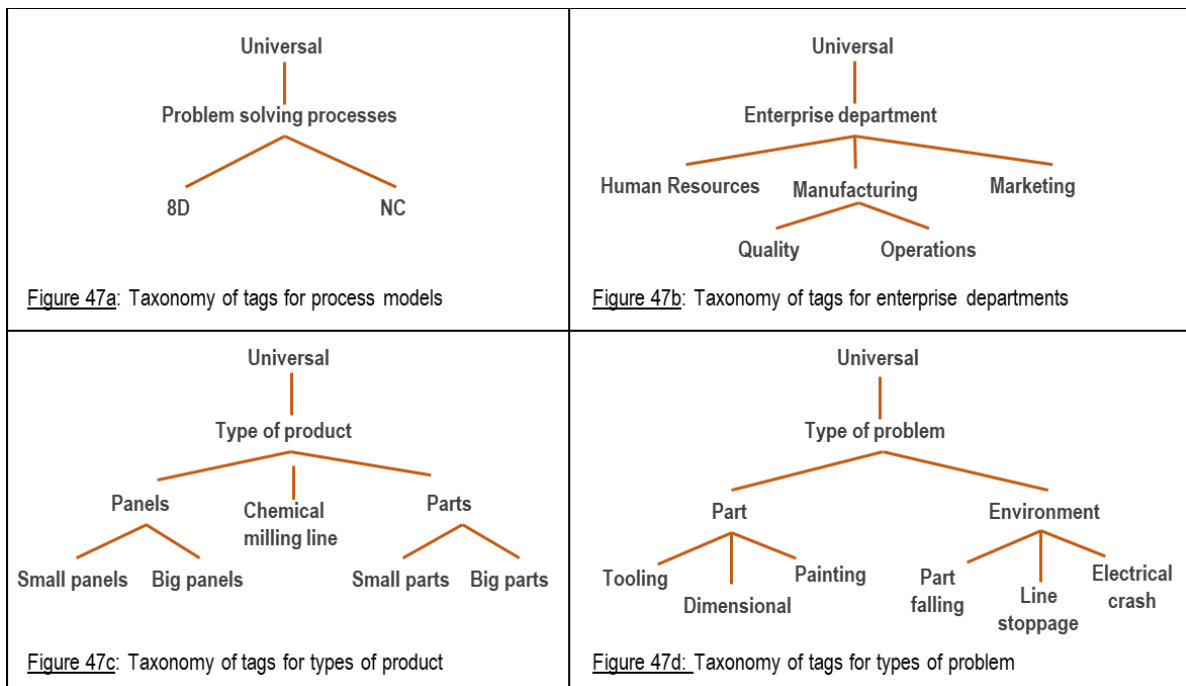 Universal
Problem solving processes
8D NC
Figure 47a: Taxonomy of tags for process models
Universal
Enterprise department
Human Resources Manufacturing Marketing
Quality Operations
Figure 47b: Taxonomy of tags for enterprise departments
Universal
Type of product
Panels Chemical Parts
milling line
Small panels Big panels Small parts Big parts
Figure 47c: Taxonomy of tags for types of product
Universal
Type of problem
Part Environment
Tooling Dimensional Painting Part Line Electrical
falling stoppage crash
Figure 47d: Taxonomy of tags for types of problem